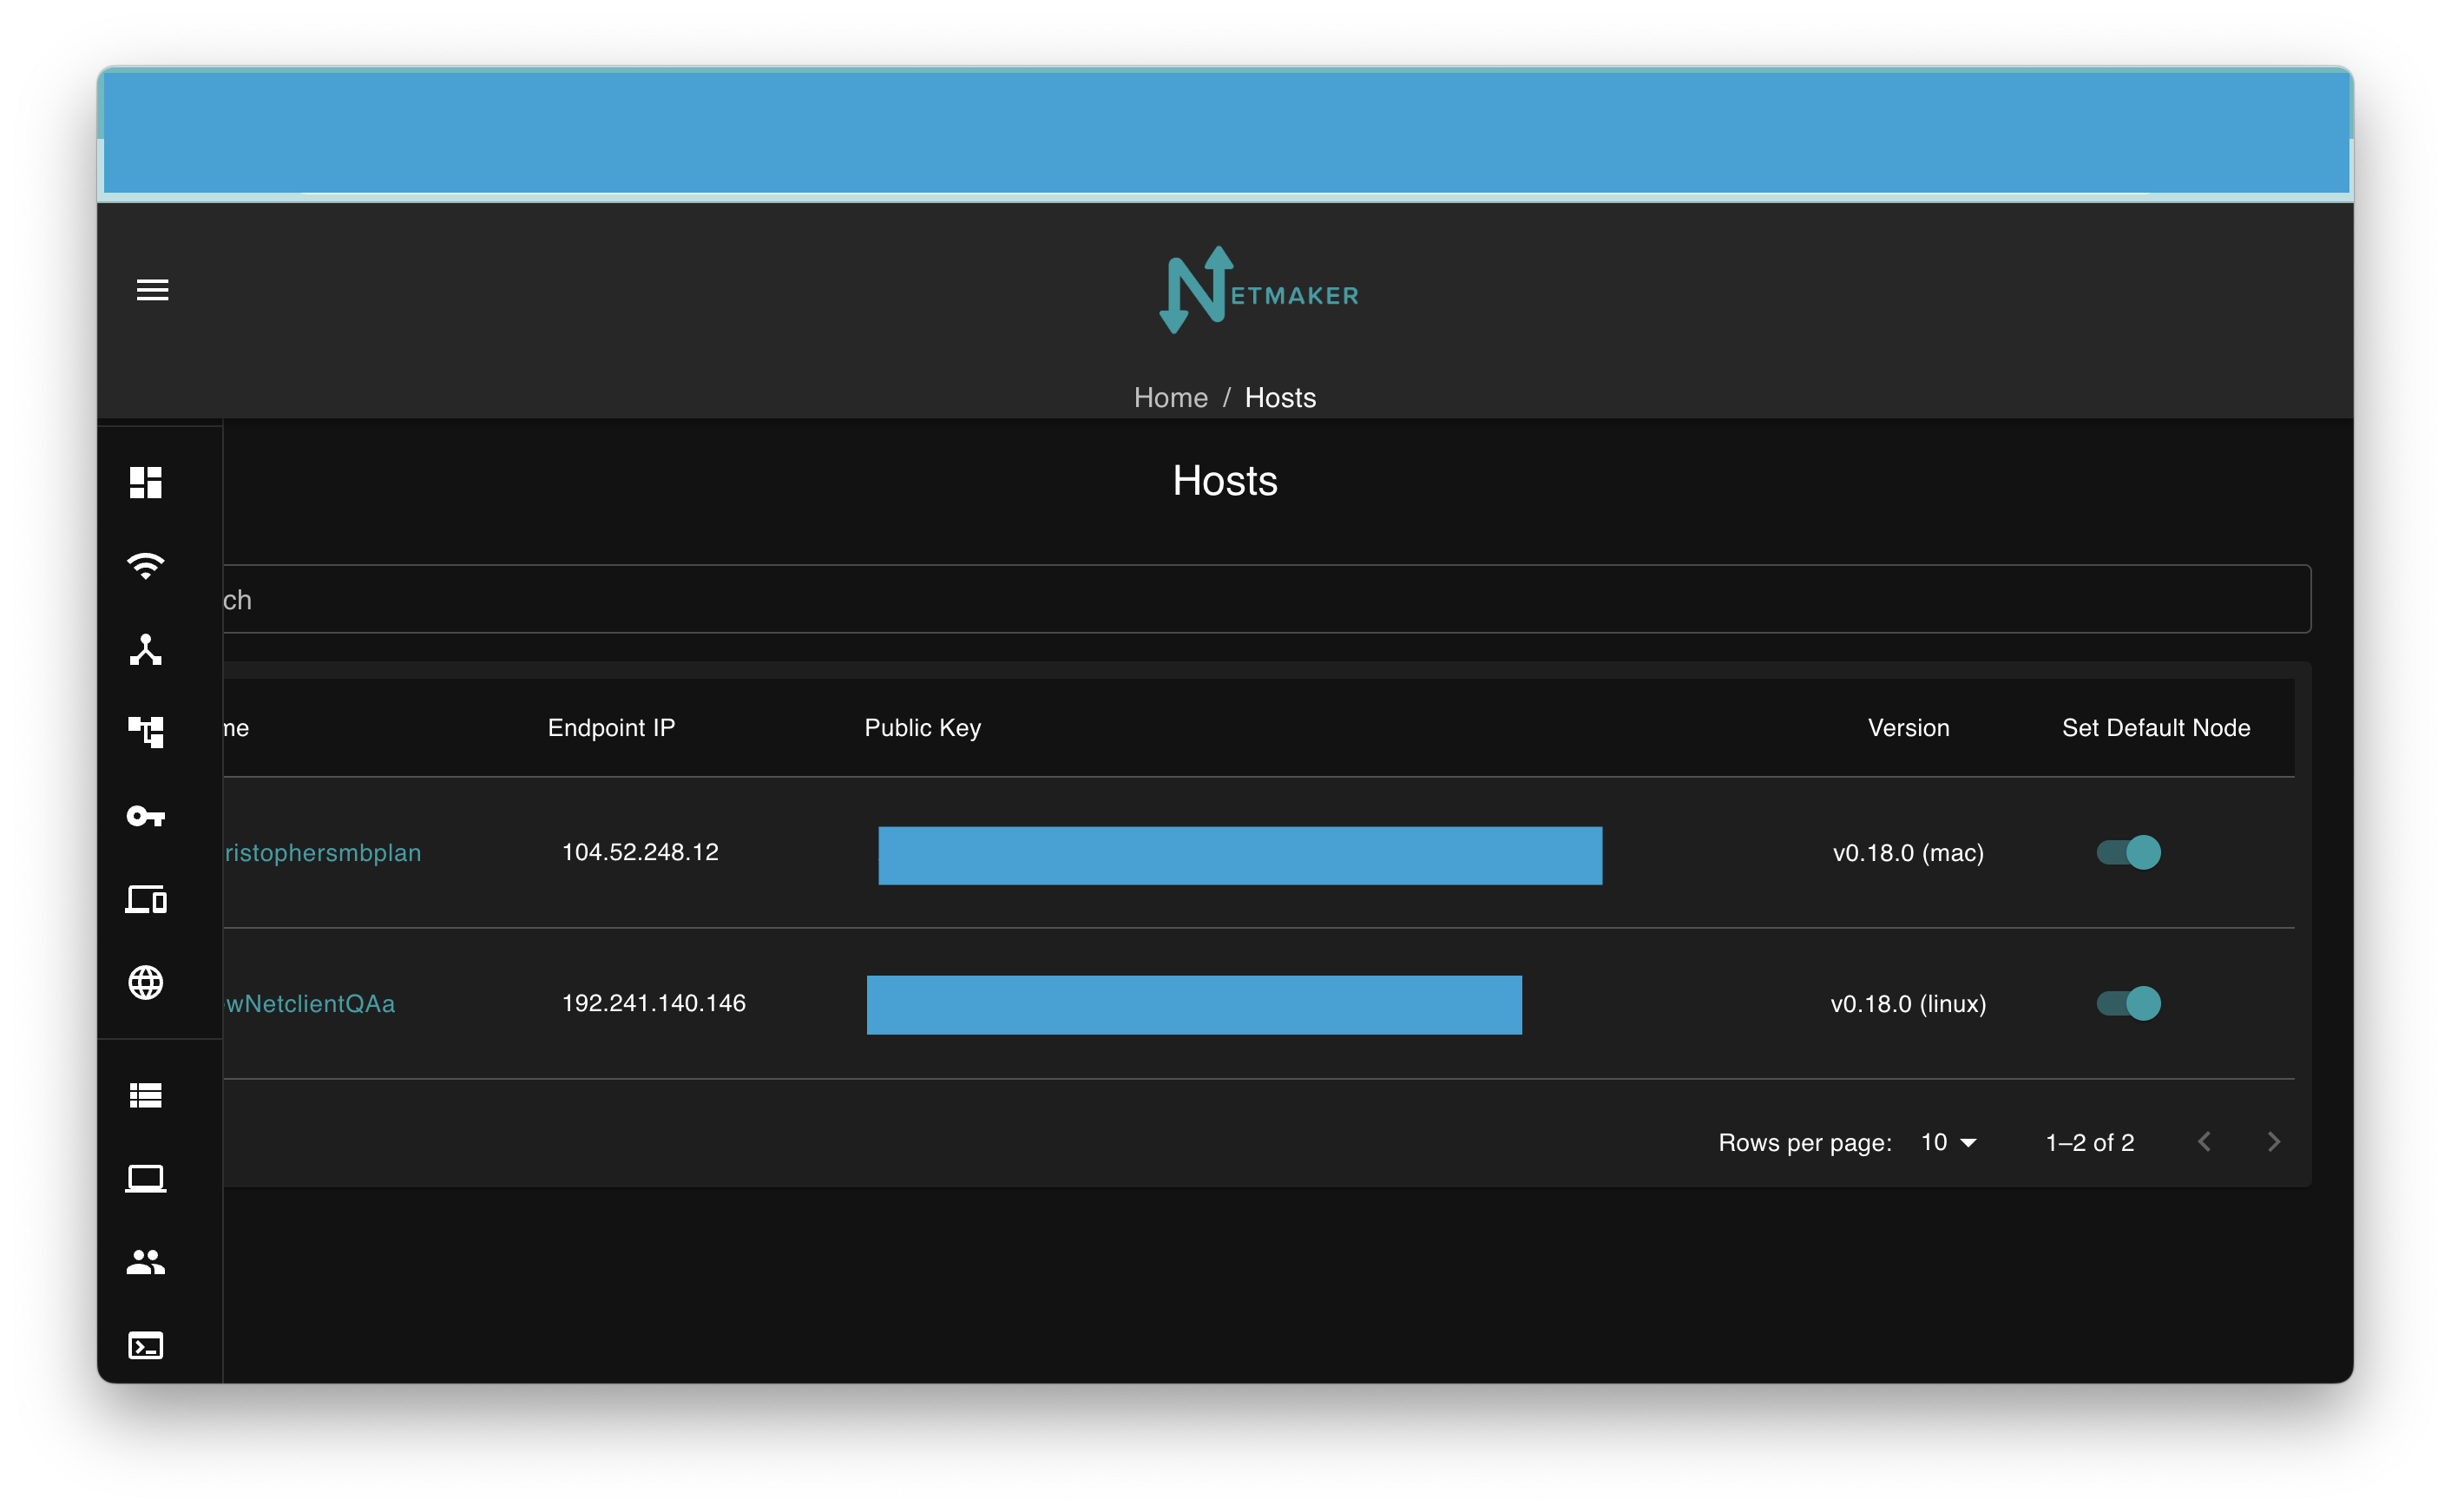 NETMAKER
Home / Hosts
Hosts
ch
me Endpoint IP Public Key Version Set Default Node
ristophersmbplan 104.52.248.12 v0.18.0 (mac)
wNetclientQAa 192.241.140.146 v0.18.0 (linux)
Rows per page: 10 1–2 of 2